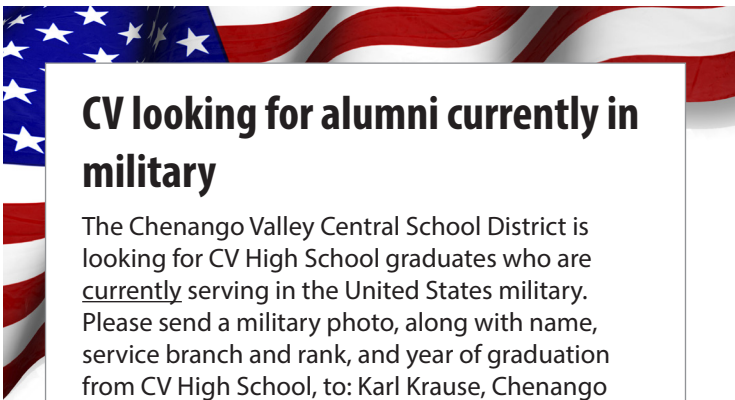 CV looking for alumni currently in
military
The Chenango Valley Central School District is
looking for CV High School graduates who are
currently serving in the United States military.
Please send a military photo, along with name,
service branch and rank, and year of graduation
from CV High School, to: Karl Krause, Chenango